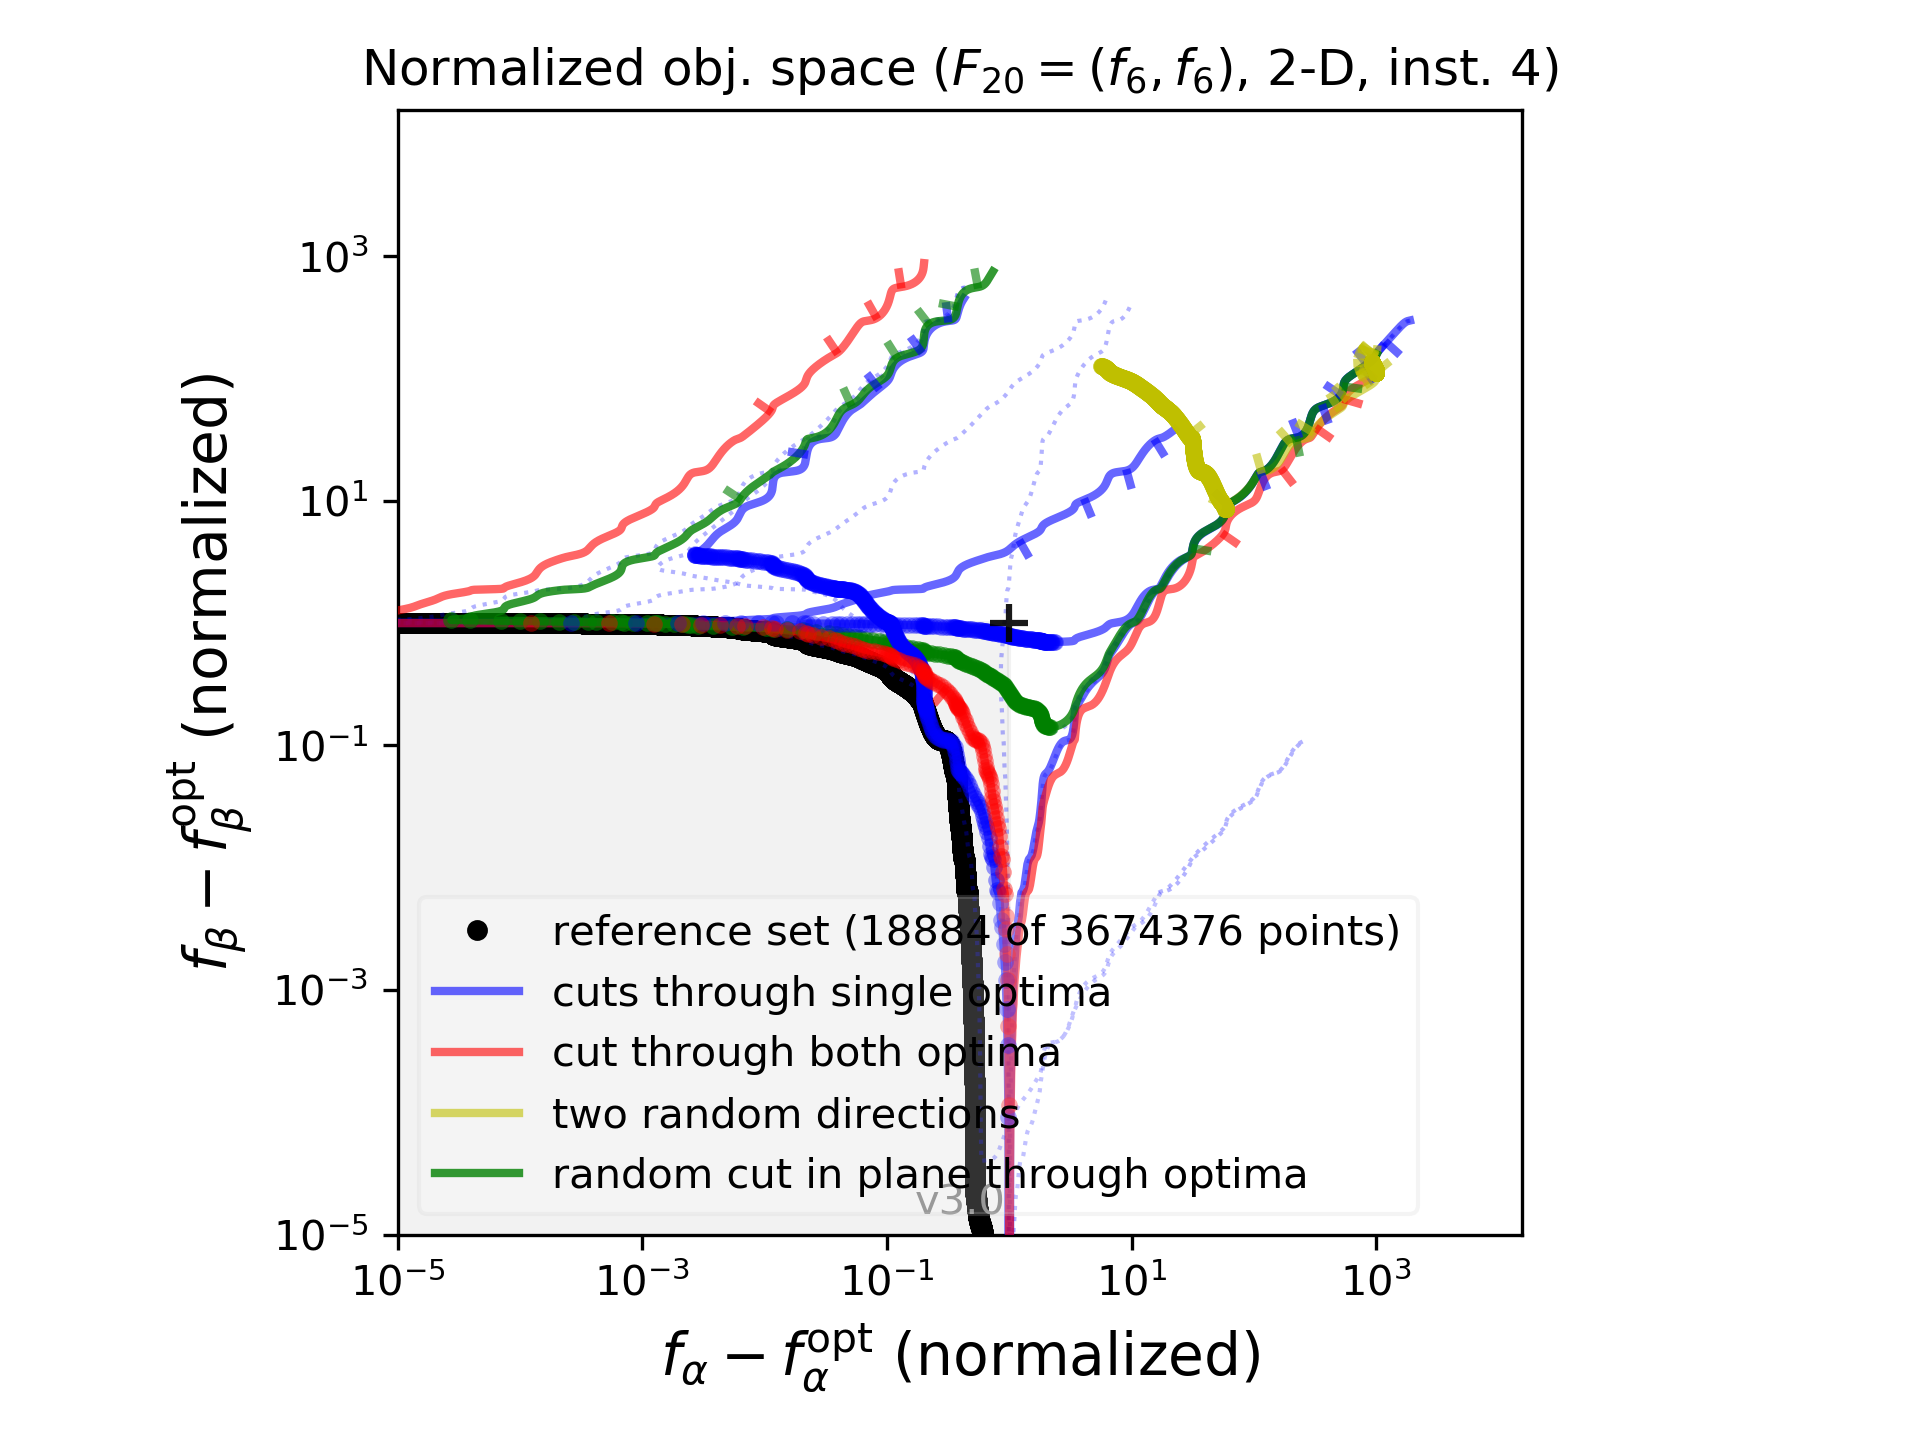 Normalized obj. space (F₂₀ = (f₆, f₆), 2-D, inst. 4)
f_β − f_β^opt (normalized)
10³
10¹
10⁻¹
10⁻³
10⁻⁵
reference set (18884 of 3674376 points)
cuts through single optima
cut through both optima
two random directions
random cut in plane through optima
v3.0
10⁻⁵ 10⁻³ 10⁻¹ 10¹ 10³
f_α − f_α^opt (normalized)